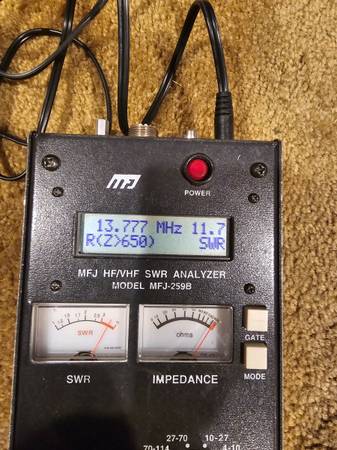 MFJ
POWER
13.777 MHz 11.7
R(Z>650) SWR
MFJ HF/VHF SWR ANALYZER
MODEL MFJ-259B
SWR
ohms
GATE
MODE
SWR IMPEDANCE
27-70 10-27
70-114 4-10